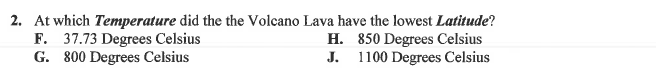 2. At which Temperature did the the Volcano Lava have the lowest Latitude?
F. 37.73 Degrees Celsius H. 850 Degrees Celsius
G. 800 Degrees Celsius J. 1100 Degrees Celsius